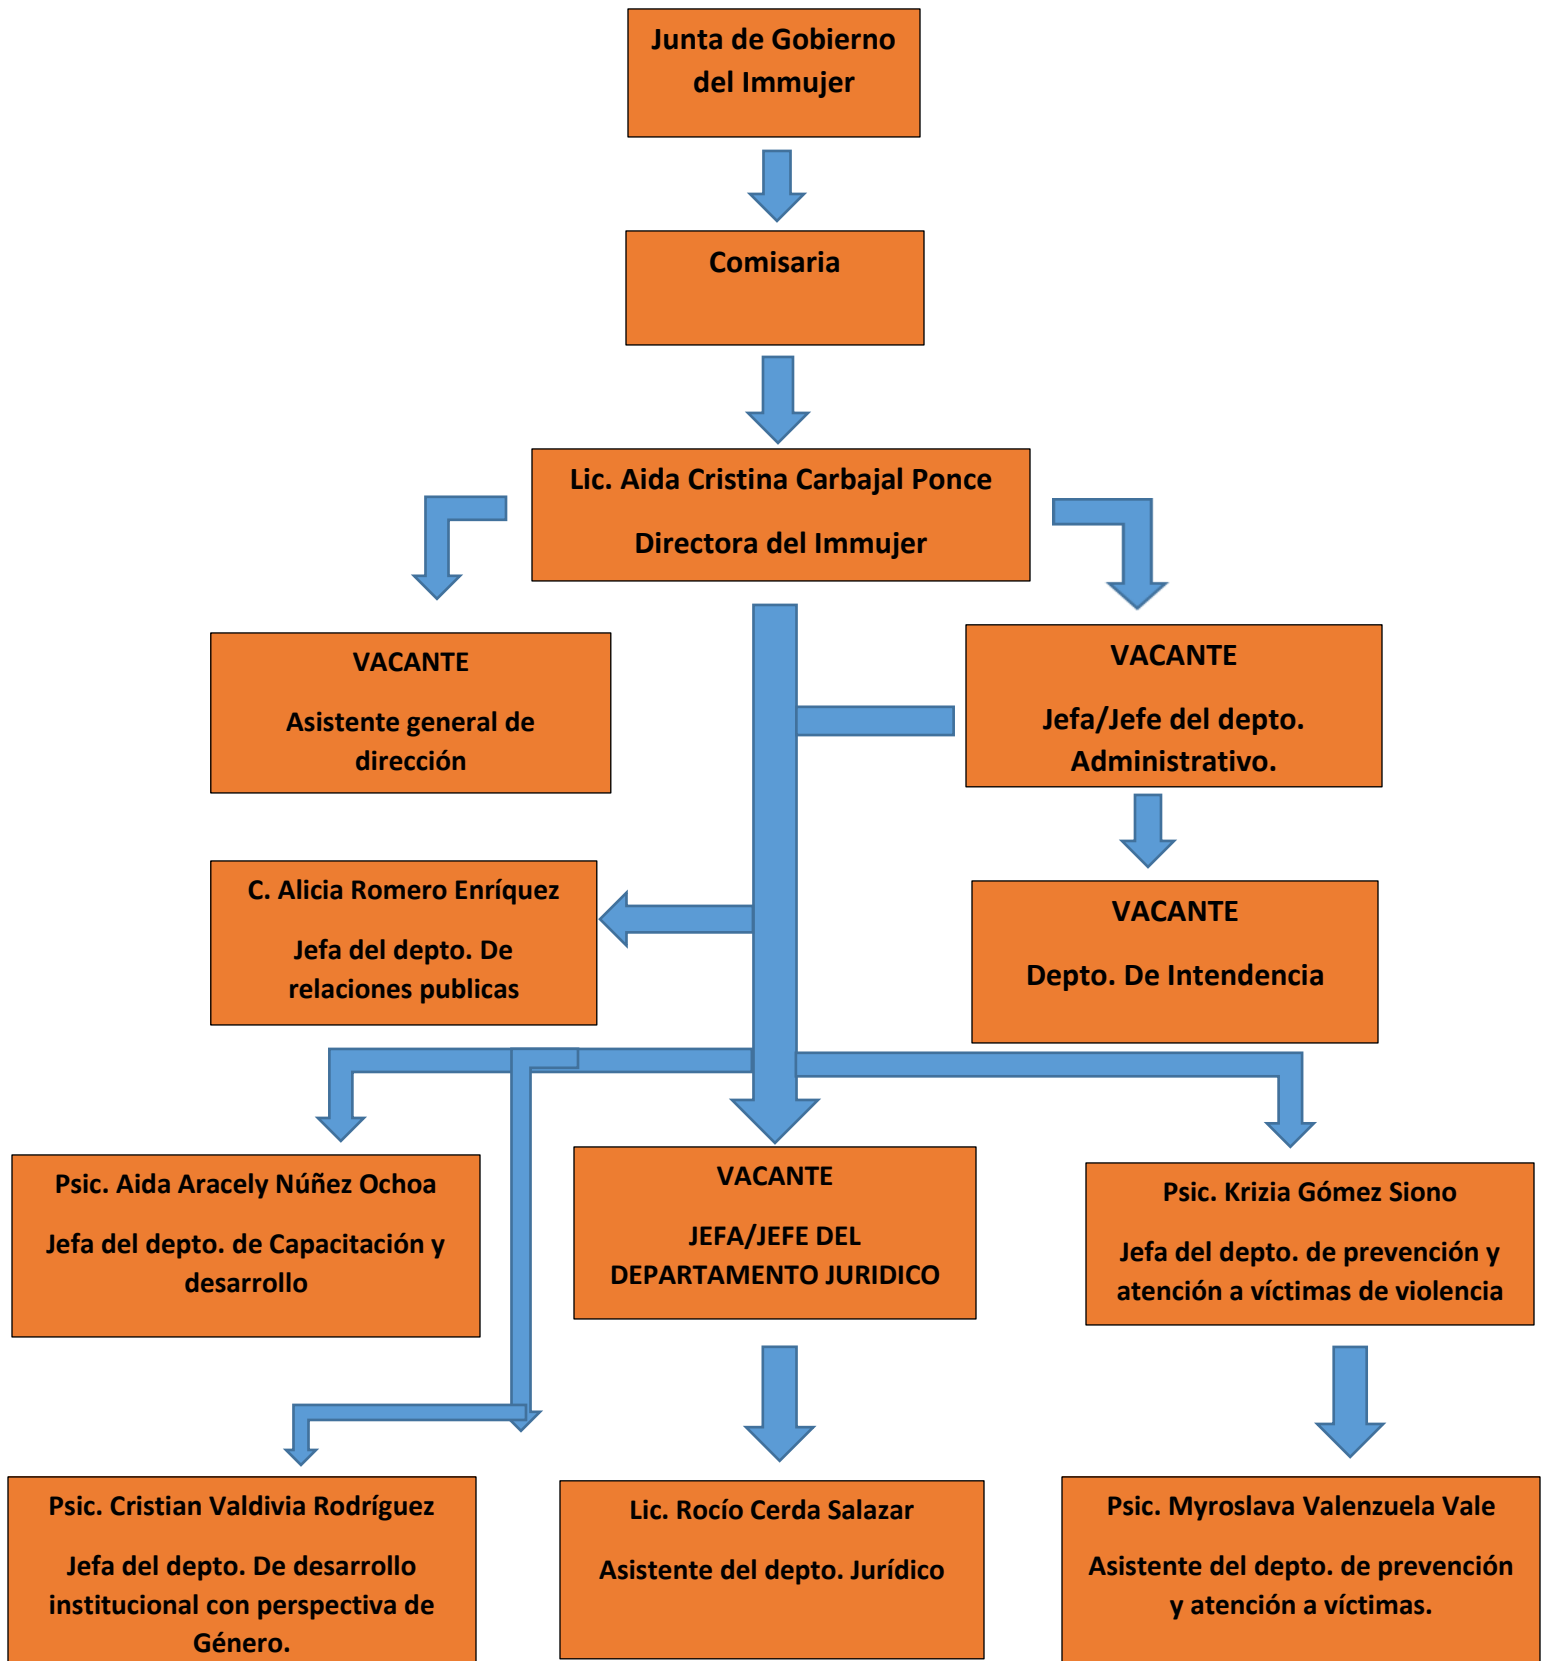 Junta de Gobierno
del Immujer
Comisaria
Lic. Aida Cristina Carbajal Ponce
Directora del Immujer
VACANTE
Asistente general de
dirección
VACANTE
Jefa/Jefe del depto.
Administrativo.
C. Alicia Romero Enríquez
Jefa del depto. De
relaciones publicas
VACANTE
Depto. De Intendencia
Psic. Aida Aracely Núñez Ochoa
Jefa del depto. de Capacitación y
desarrollo
VACANTE
JEFA/JEFE DEL
DEPARTAMENTO JURIDICO
Psic. Krizia Gómez Siono
Jefa del depto. de prevención y
atención a víctimas de violencia
Psic. Cristian Valdivia Rodríguez
Jefa del depto. De desarrollo
institucional con perspectiva de
Género.
Lic. Rocío Cerda Salazar
Asistente del depto. Jurídico
Psic. Myroslava Valenzuela Vale
Asistente del depto. de prevención
y atención a víctimas.